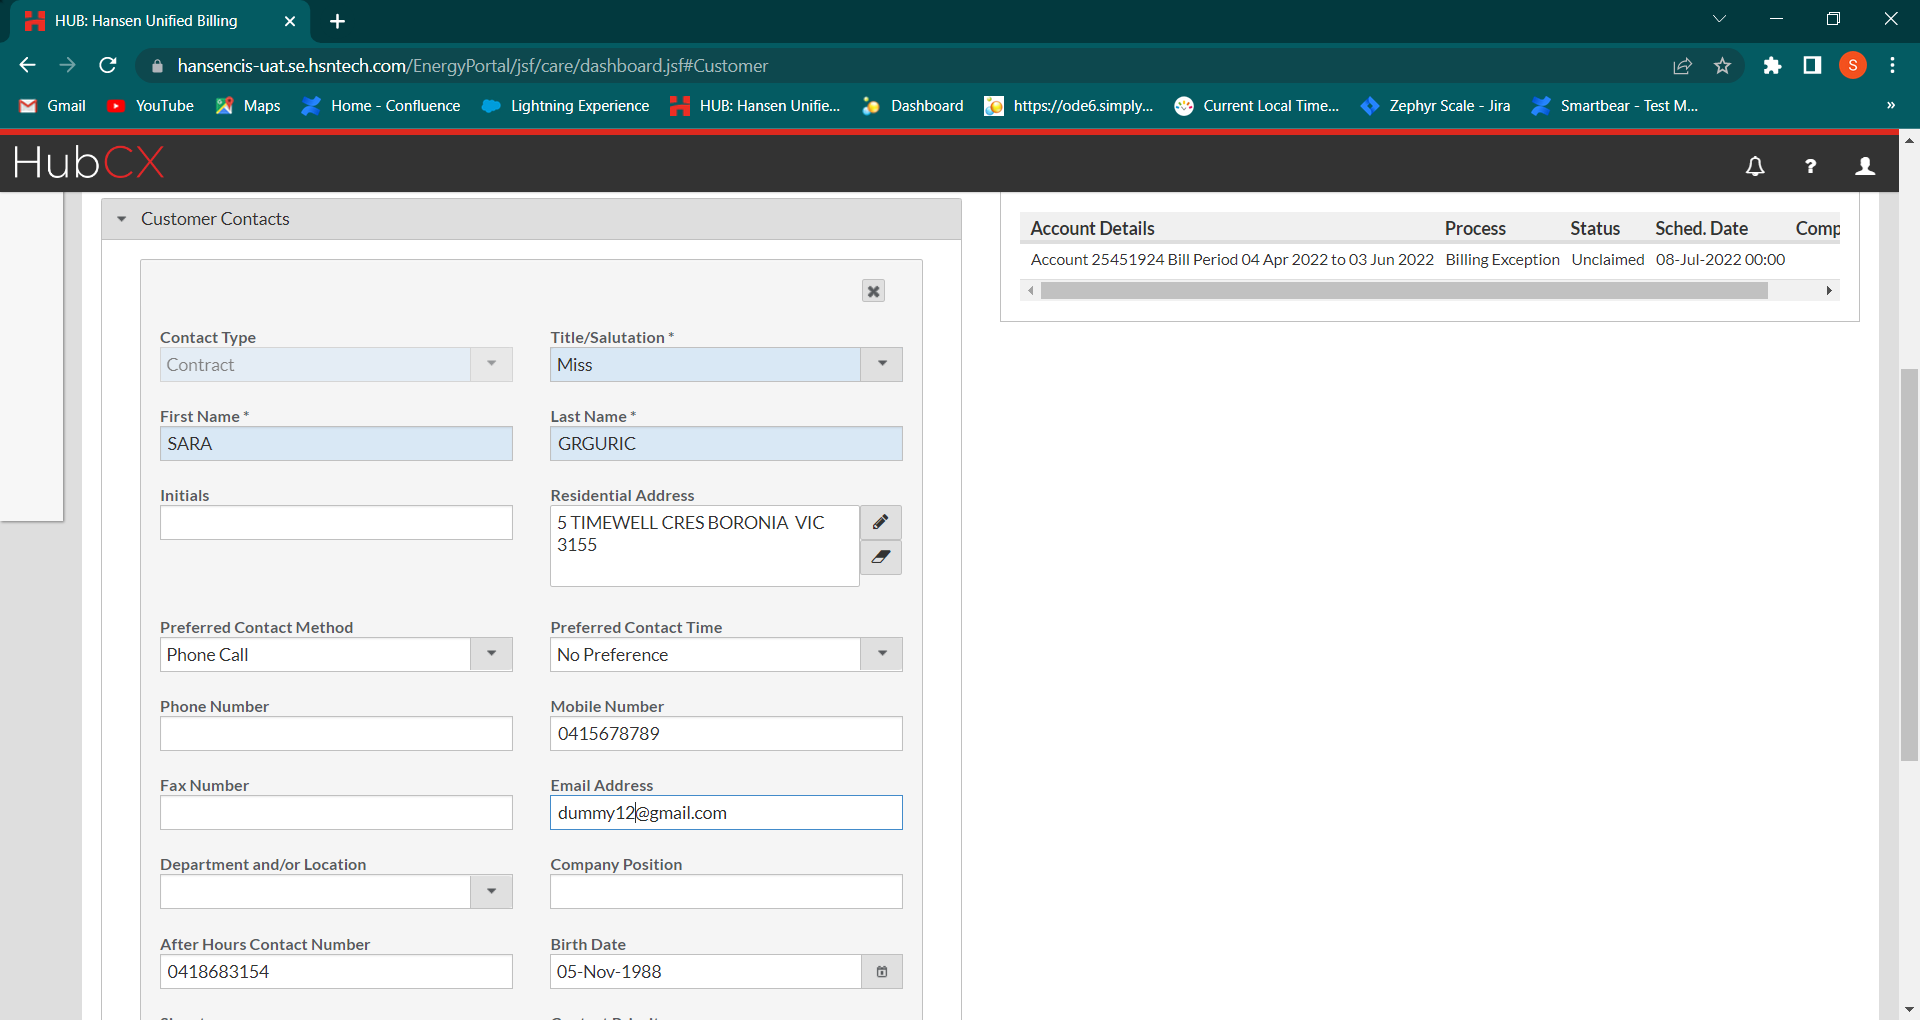 HUB: Hansen Unified Billing
hansencis-uat.se.hsntech.com/EnergyPortal/jsf/care/dashboard.jsf#Customer
S
Gmail YouTube Maps Home - Confluence Lightning Experience HUB: Hansen Unifie... Dashboard https://ode6.simply... Current Local Time... Zephyr Scale - Jira Smartbear - Test M... »
HubCX
?
Customer Contacts
Account Details Process Status Sched. Date Comp
Account 25451924 Bill Period 04 Apr 2022 to 03 Jun 2022 Billing Exception Unclaimed 08-Jul-2022 00:00
Contact Type Title/Salutation *
Contract Miss
First Name * Last Name *
SARA GRGURIC
Initials Residential Address
5 TIMEWELL CRES BORONIA VIC
3155
Preferred Contact Method Preferred Contact Time
Phone Call No Preference
Phone Number Mobile Number
0415678789
Fax Number Email Address
dummy12@gmail.com
Department and/or Location Company Position
After Hours Contact Number Birth Date
0418683154 05-Nov-1988